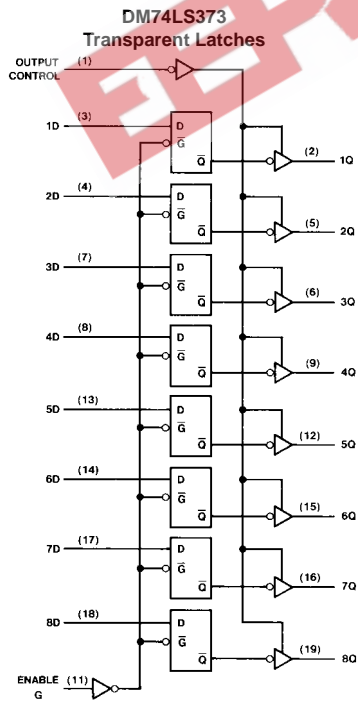 DM74LS373
Transparent Latches
OUTPUT CONTROL (1)
1D (3) D G̅ Q̅ (2) 1Q
2D (4) D G̅ Q̅ (5) 2Q
3D (7) D G̅ Q̅ (6) 3Q
4D (8) D G̅ Q̅ (9) 4Q
5D (13) D G̅ Q̅ (12) 5Q
6D (14) D G̅ Q̅ (15) 6Q
7D (17) D G̅ Q̅ (16) 7Q
8D (18) D G̅ Q̅ (19) 8Q
ENABLE G (11)